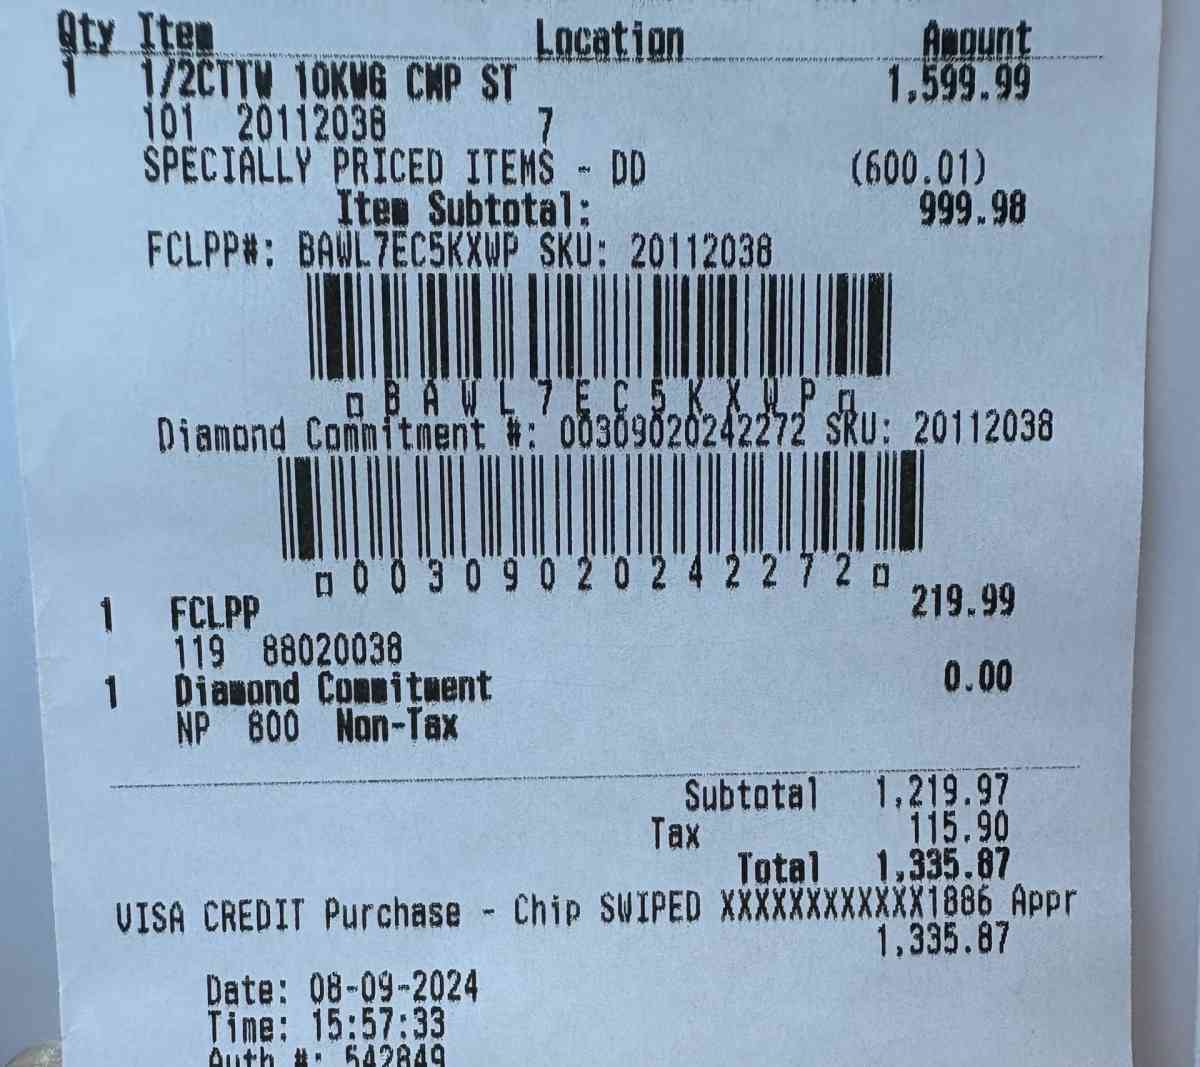 Qty Item Location Amount
1 1/2CTTW 10KWG CMP ST 1,599.99
101 20112038 7
SPECIALLY PRICED ITEMS - DD (600.01)
Item Subtotal: 999.98
FCLPP#: BAWL7EC5KXWP SKU: 20112038
BAWL7EC5KXWP
Diamond Commitment #: 00309020242272 SKU: 20112038
00309020242272
1 FCLPP 219.99
119 88020038
1 Diamond Commitment 0.00
NP 800 Non-Tax
Subtotal 1,219.97
Tax 115.90
Total 1,335.87
VISA CREDIT Purchase - Chip SWIPED XXXXXXXXXXXX1886 Appr
1,335.87
Date: 08-09-2024
Time: 15:57:33
Auth #: 542849